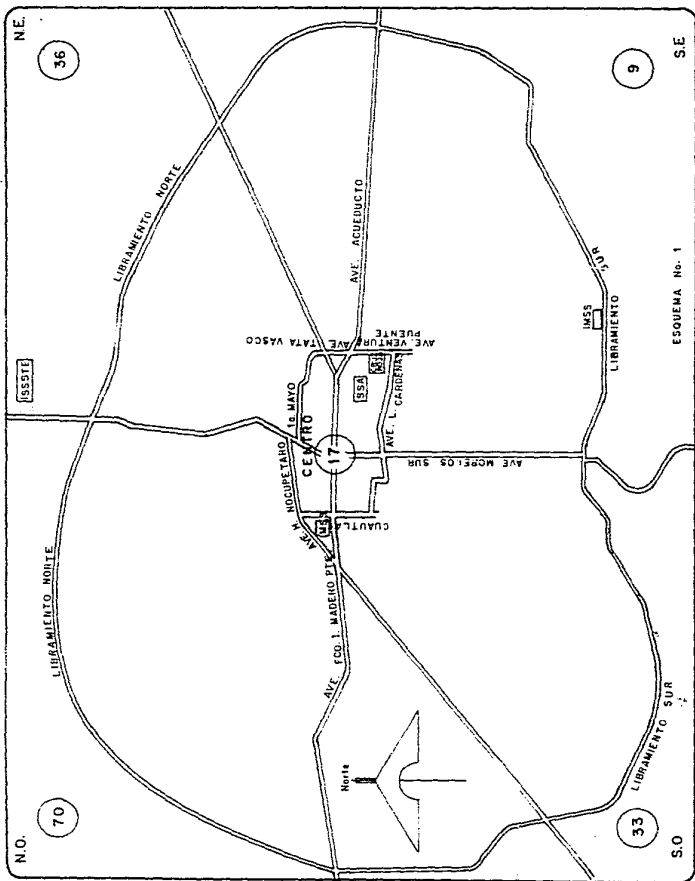 N.O.
N.E.
70
36
ISSSTE
LIBRAMIENTO NORTE
LIBRAMIENTO NORTE
AVE. H. NOCUPETARO
1o. MAYO
CENTRO
17
IMSS
AVE. TATA VASCO
AVE. FCO. I. MADERO PTE.
AVE. ACUEDUCTO
SSA
CUAUTLA
AVE. L. CARDENAS
AVE. VENTURA
PUENTE
Norte
AVE MORELOS SUR
IMSS
LIBRAMIENTO SUR
LIBRAMIENTO SUR
33
9
S.O
ESQUEMA No. 1
S.E